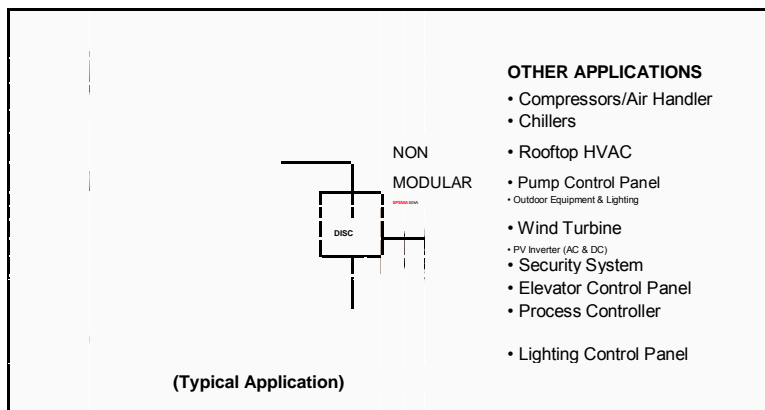 OTHER APPLICATIONS
• Compressors/Air Handler
• Chillers
NON
• Rooftop HVAC
MODULAR
• Pump Control Panel
• Outdoor Equipment & Lighting
DISC
• Wind Turbine
• PV Inverter (AC & DC)
• Security System
• Elevator Control Panel
• Process Controller
• Lighting Control Panel
(Typical Application)